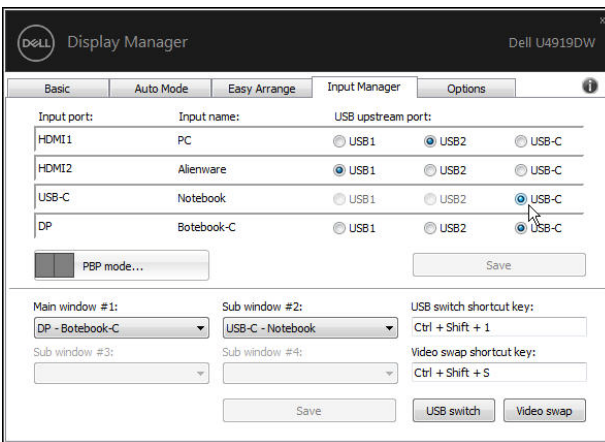 DELL Display Manager Dell U4919DW
x
Basic Auto Mode Easy Arrange Input Manager Options i
Input port: Input name: USB upstream port:
HDMI1 PC USB1 USB2 USB-C
HDMI2 Alienware USB1 USB2 USB-C
USB-C Notebook USB1 USB2 USB-C
DP Botebook-C USB1 USB2 USB-C
PBP mode... Save
Main window #1: Sub window #2: USB switch shortcut key:
DP - Botebook-C USB-C - Notebook Ctrl + Shift + 1
Sub window #3: Sub window #4: Video swap shortcut key:
Ctrl + Shift + S
Save USB switch Video swap